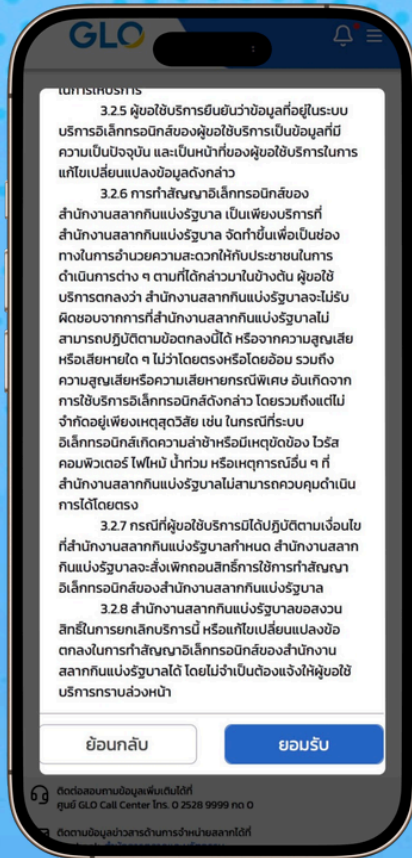 GLO
ในการให้บริการ
3.2.5 ผู้ขอใช้บริการยืนยันว่าข้อมูลที่อยู่ในระบบ
บริการอิเล็กทรอนิกส์ของผู้ขอใช้บริการเป็นข้อมูลที่มี
ความเป็นปัจจุบัน และเป็นหน้าที่ของผู้ขอใช้บริการในการ
แก้ไขเปลี่ยนแปลงข้อมูลดังกล่าว
3.2.6 การทำสัญญาอิเล็กทรอนิกส์ของ
สำนักงานสลากกินแบ่งรัฐบาล เป็นเพียงบริการที่
สำนักงานสลากกินแบ่งรัฐบาล จัดทำขึ้นเพื่อเป็นช่อง
ทางในการอำนวยความสะดวกให้กับประชาชนในการ
ดำเนินการต่าง ๆ ตามที่ได้กล่าวมาในข้างต้น ผู้ขอใช้
บริการตกลงว่า สำนักงานสลากกินแบ่งรัฐบาลจะไม่รับ
ผิดชอบจากการที่สำนักงานสลากกินแบ่งรัฐบาลไม่
สามารถปฏิบัติตามข้อตกลงนี้ได้ หรือจากความสูญเสีย
หรือเสียหายใด ๆ ไม่ว่าโดยตรงหรือโดยอ้อม รวมถึง
ความสูญเสียหรือความเสียหายกรณีพิเศษ อันเกิดจาก
การใช้บริการอิเล็กทรอนิกส์ดังกล่าว โดยรวมถึงแต่ไม่
จำกัดอยู่เพียงเหตุสุดวิสัย เช่น ในกรณีที่ระบบ
อิเล็กทรอนิกส์เกิดความล่าช้าหรือมีเหตุขัดข้อง ไวรัส
คอมพิวเตอร์ ไฟไหม้ น้ำท่วม หรือเหตุการณ์อื่น ๆ ที่
สำนักงานสลากกินแบ่งรัฐบาลไม่สามารถควบคุมดำเนิน
การได้โดยตรง
3.2.7 กรณีที่ผู้ขอใช้บริการมิได้ปฏิบัติตามเงื่อนไข
ที่สำนักงานสลากกินแบ่งรัฐบาลกำหนด สำนักงานสลาก
กินแบ่งรัฐบาลจะสั่งเพิกถอนสิทธิ์การใช้การทำสัญญา
อิเล็กทรอนิกส์ของสำนักงานสลากกินแบ่งรัฐบาล
3.2.8 สำนักงานสลากกินแบ่งรัฐบาลขอสงวน
สิทธิ์ในการยกเลิกบริการนี้ หรือแก้ไขเปลี่ยนแปลงข้อ
ตกลงในการทำสัญญาอิเล็กทรอนิกส์ของสำนักงาน
สลากกินแบ่งรัฐบาลได้ โดยไม่จำเป็นต้องแจ้งให้ผู้ขอใช้
บริการทราบล่วงหน้า
ย้อนกลับ ยอมรับ
ติดต่อสอบถามข้อมูลเพิ่มเติมได้ที่
ศูนย์ GLO Call Center โทร. 0 2528 9999 กด 0
ติดตามข้อมูลข่าวสารด้านการจำหน่ายสลากได้ที่